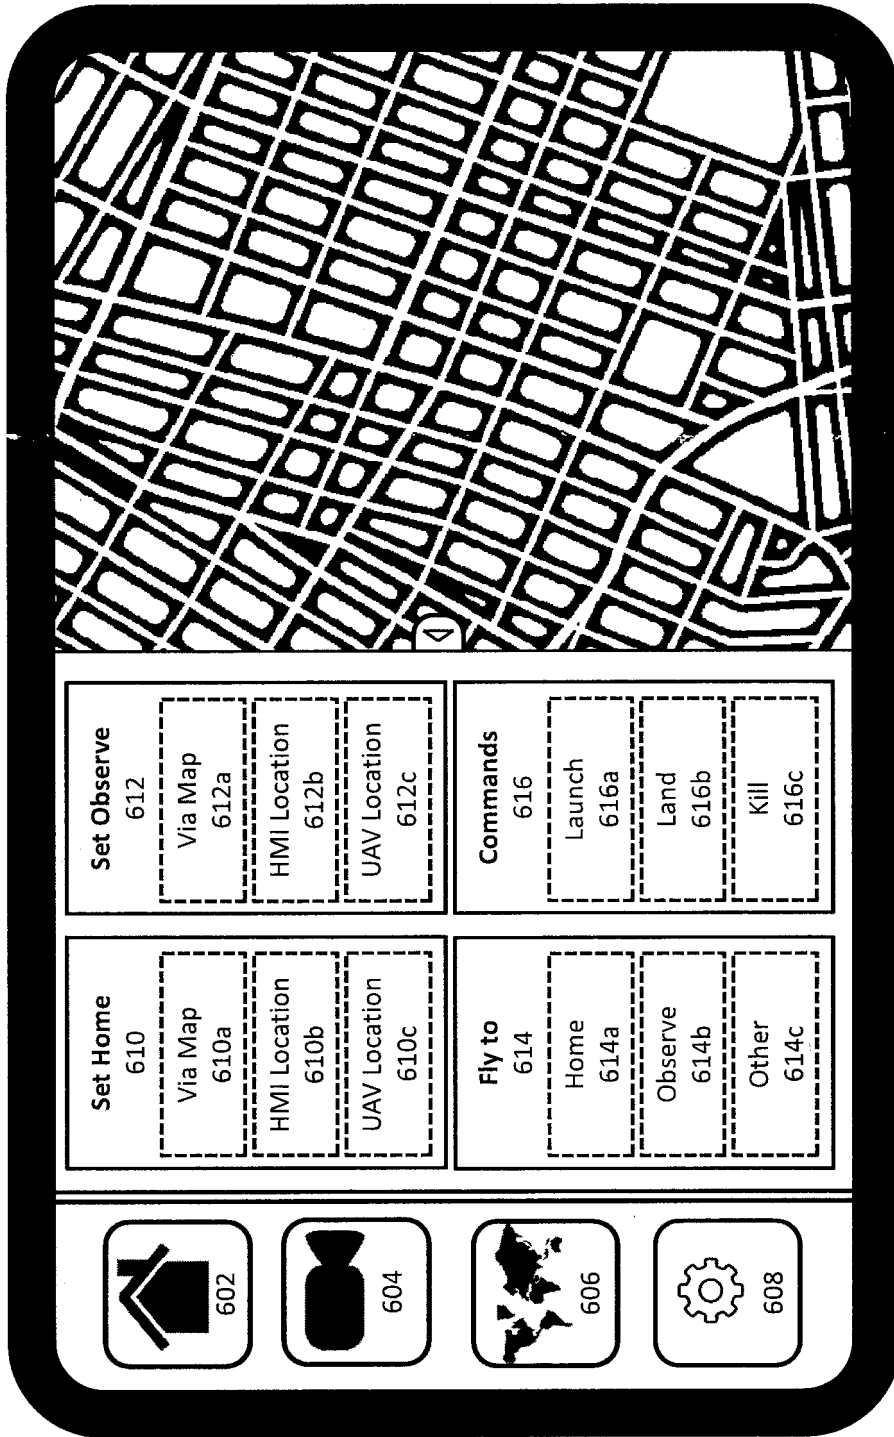 602
604
606
608
Set Home
610
Via Map
610a
HMI Location
610b
UAV Location
610c
Set Observe
612
Via Map
612a
HMI Location
612b
UAV Location
612c
Fly to
614
Home
614a
Observe
614b
Other
614c
Commands
616
Launch
616a
Land
616b
Kill
616c